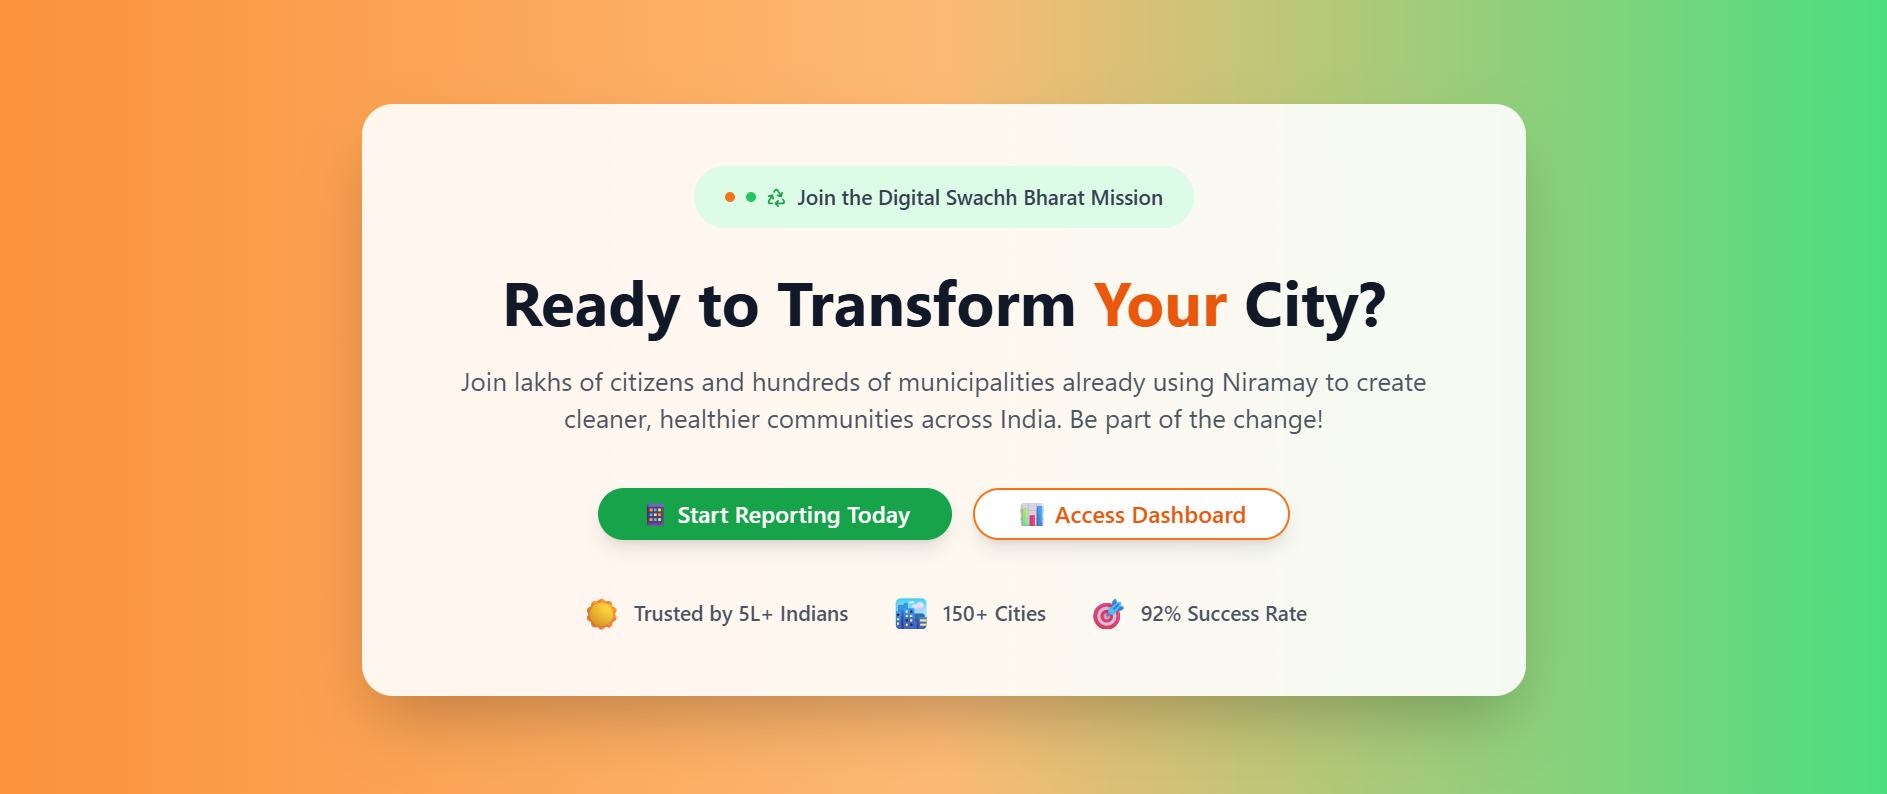 Join the Digital Swachh Bharat Mission
Ready to Transform Your City?
Join lakhs of citizens and hundreds of municipalities already using Niramay to create
cleaner, healthier communities across India. Be part of the change!
Start Reporting Today
Access Dashboard
Trusted by 5L+ Indians
150+ Cities
92% Success Rate